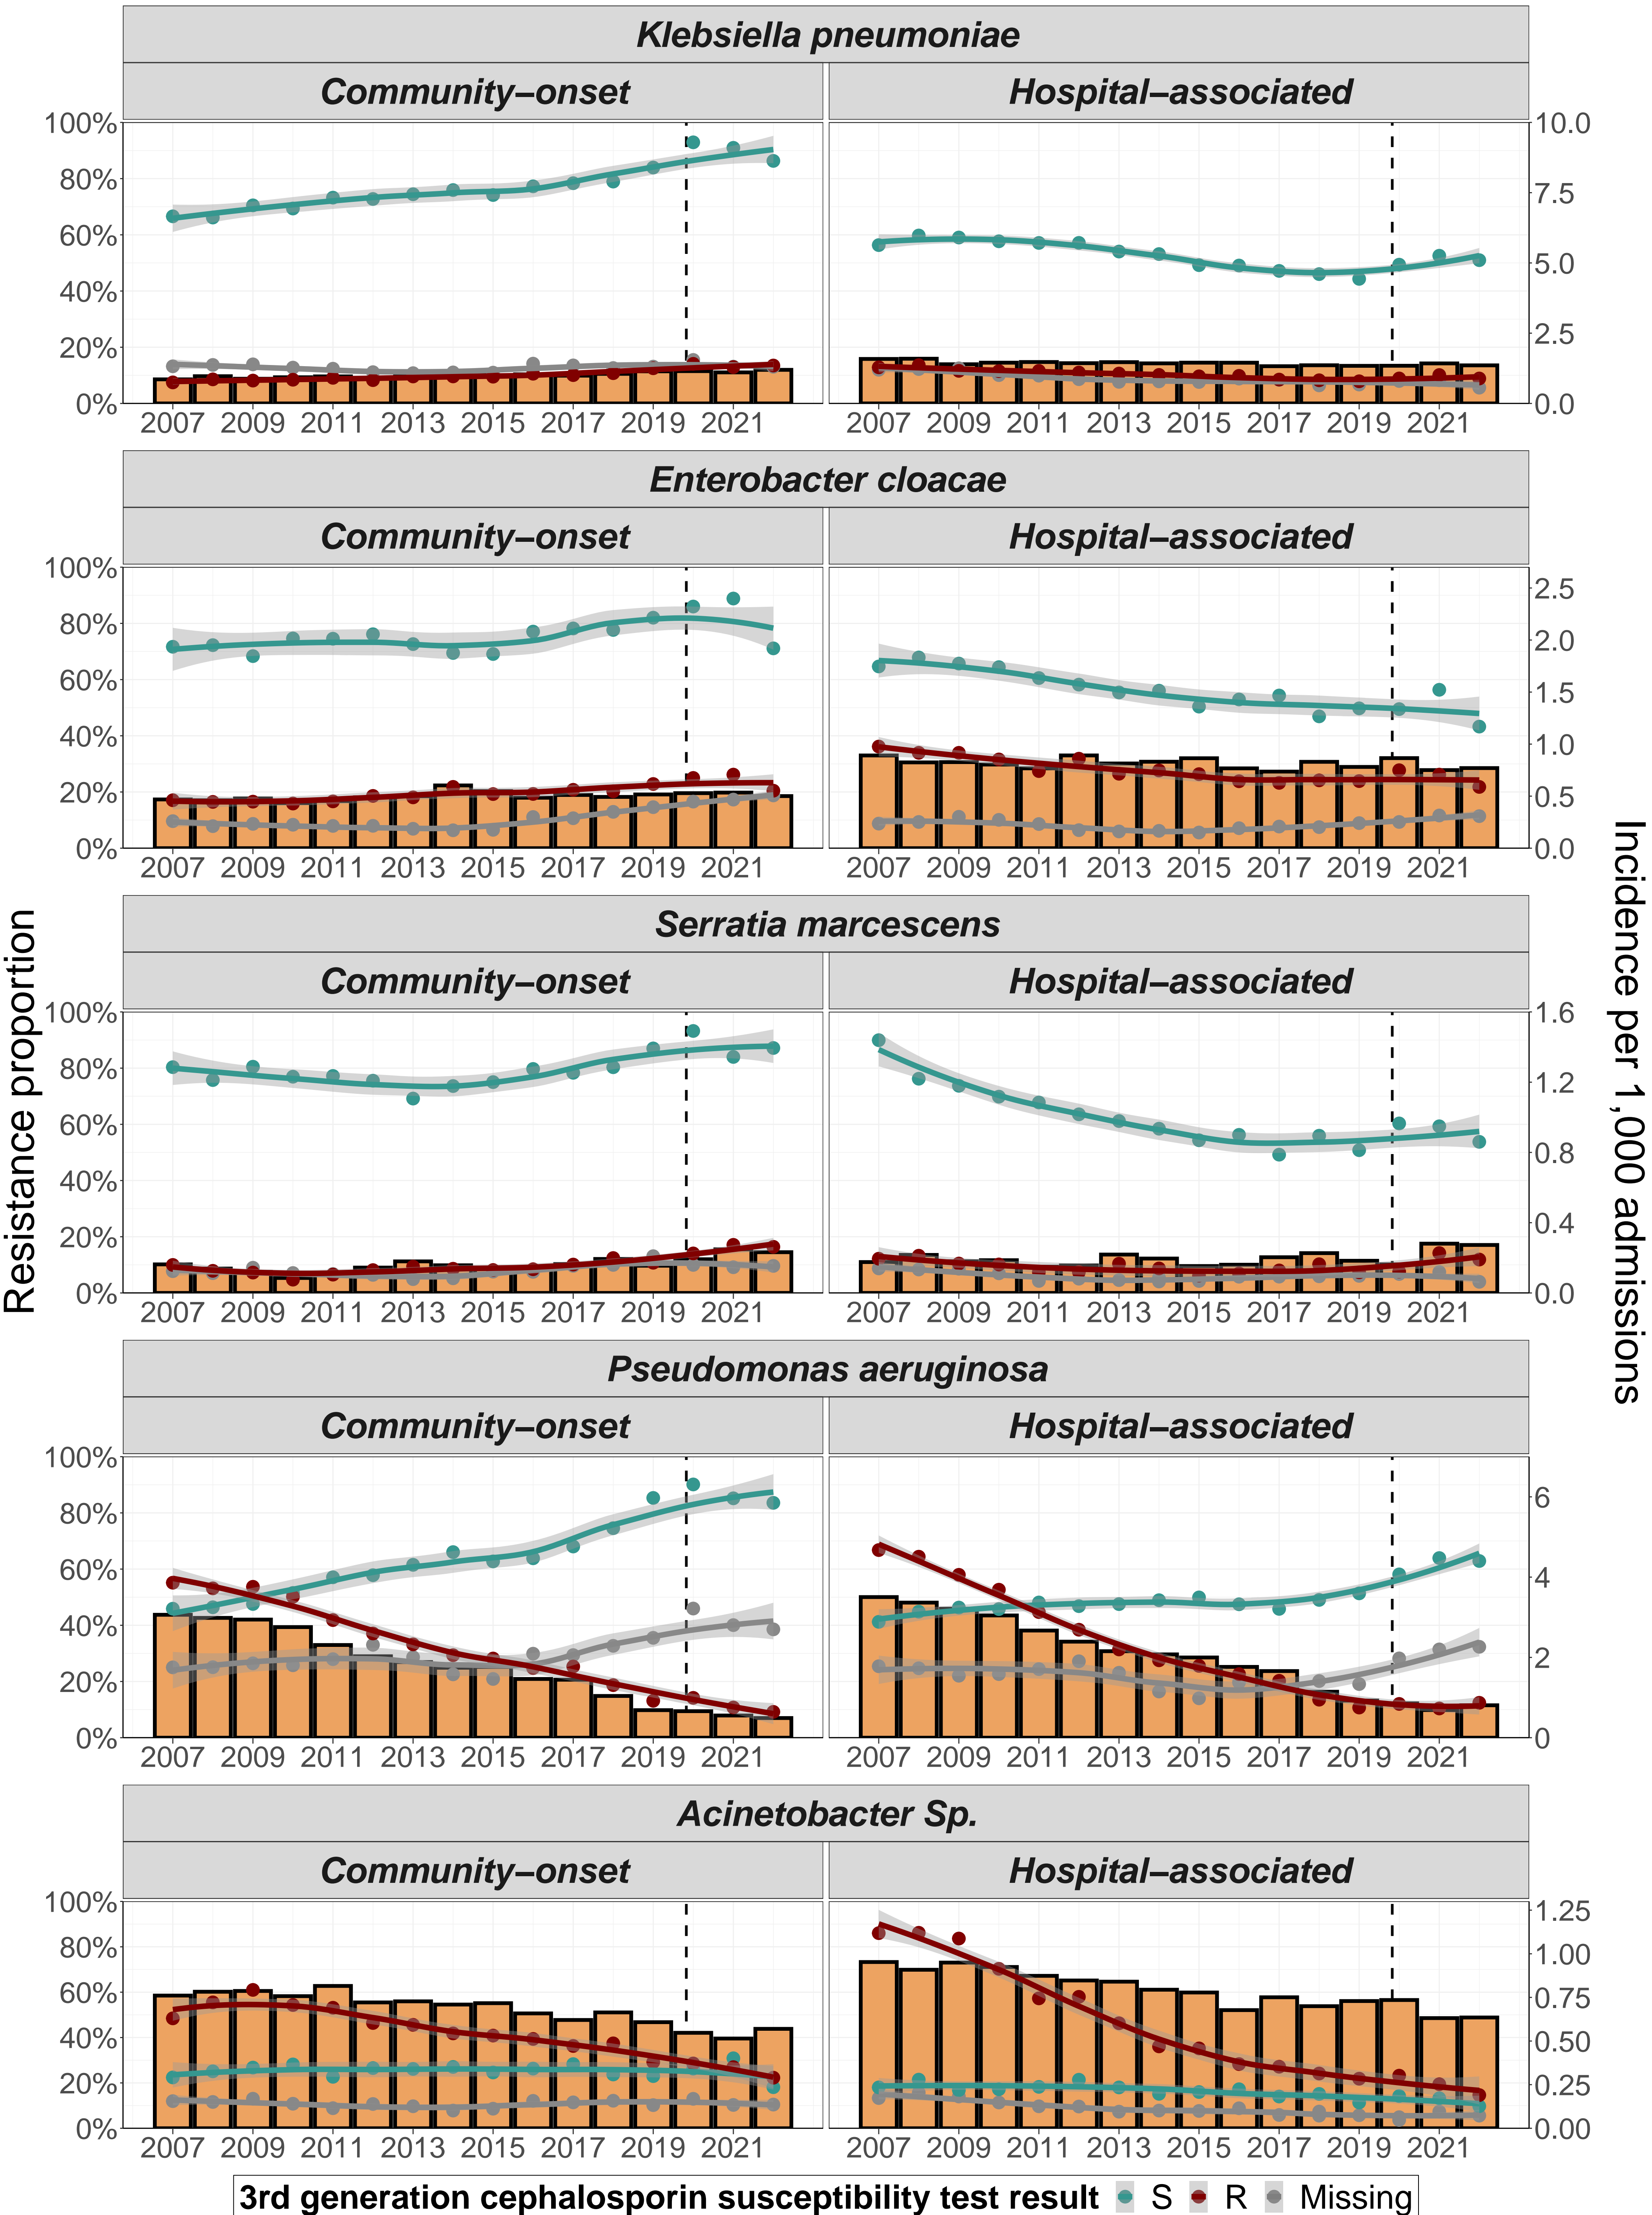 Klebsiella pneumoniae
Community–onset Hospital–associated
100% 10.0
80% 7.5
60% 5.0
40%
20% 2.5
0% 0.0
2007 2009 2011 2013 2015 2017 2019 2021 2007 2009 2011 2013 2015 2017 2019 2021
Enterobacter cloacae
Community–onset Hospital–associated
100% 2.5
80% 2.0
60% 1.5
40% 1.0
20% 0.5
0% 0.0
2007 2009 2011 2013 2015 2017 2019 2021 2007 2009 2011 2013 2015 2017 2019 2021
Serratia marcescens
Community–onset Hospital–associated
100% 1.6
80% 1.2
60% 0.8
40%
20% 0.4
0% 0.0
2007 2009 2011 2013 2015 2017 2019 2021 2007 2009 2011 2013 2015 2017 2019 2021
Resistance proportion
Incidence per 1,000 admissions
Pseudomonas aeruginosa
Community–onset Hospital–associated
100% 6
80%
60% 4
40% 2
20%
0% 0
2007 2009 2011 2013 2015 2017 2019 2021 2007 2009 2011 2013 2015 2017 2019 2021
Acinetobacter Sp.
Community–onset Hospital–associated
100% 1.25
80% 1.00
60% 0.75
40% 0.50
20% 0.25
0% 0.00
2007 2009 2011 2013 2015 2017 2019 2021 2007 2009 2011 2013 2015 2017 2019 2021
3rd generation cephalosporin susceptibility test result S R Missing